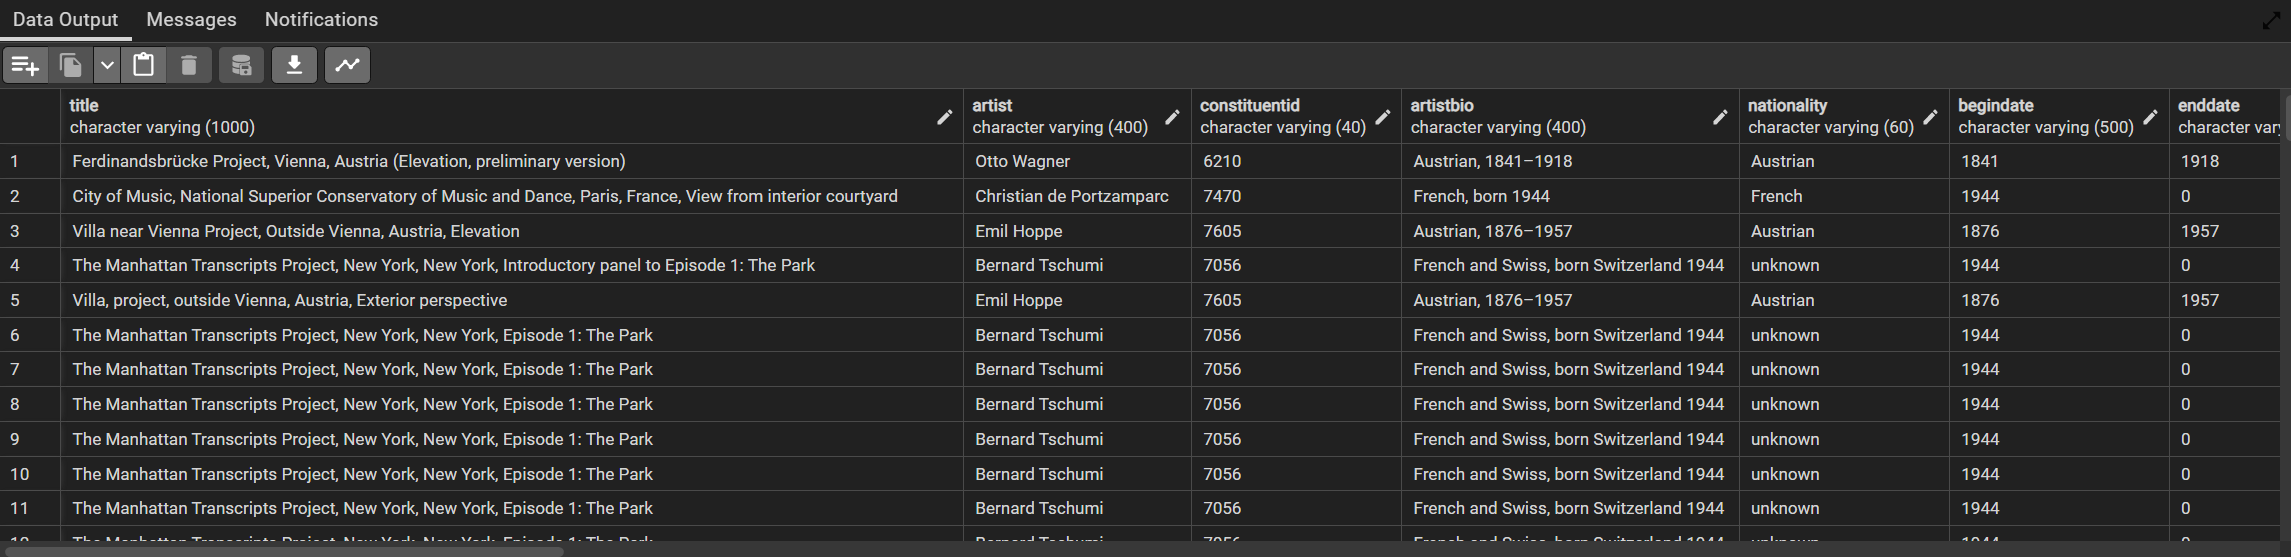 Data Output Messages Notifications
title artist constituentid artistbio nationality begindate enddate
character varying (1000) character varying (400) character varying (40) character varying (400) character varying (60) character varying (500) character
1 Ferdinandsbrücke Project, Vienna, Austria (Elevation, preliminary version) Otto Wagner 6210 Austrian, 1841–1918 Austrian 1841 1918
2 City of Music, National Superior Conservatory of Music and Dance, Paris, France, View from interior courtyard Christian de Portzamparc 7470 French, born 1944 French 1944 0
3 Villa near Vienna Project, Outside Vienna, Austria, Elevation Emil Hoppe 7605 Austrian, 1876–1957 Austrian 1876 1957
4 The Manhattan Transcripts Project, New York, New York, Introductory panel to Episode 1: The Park Bernard Tschumi 7056 French and Swiss, born Switzerland 1944 unknown 1944 0
5 Villa, project, outside Vienna, Austria, Exterior perspective Emil Hoppe 7605 Austrian, 1876–1957 Austrian 1876 1957
6 The Manhattan Transcripts Project, New York, New York, Episode 1: The Park Bernard Tschumi 7056 French and Swiss, born Switzerland 1944 unknown 1944 0
7 The Manhattan Transcripts Project, New York, New York, Episode 1: The Park Bernard Tschumi 7056 French and Swiss, born Switzerland 1944 unknown 1944 0
8 The Manhattan Transcripts Project, New York, New York, Episode 1: The Park Bernard Tschumi 7056 French and Swiss, born Switzerland 1944 unknown 1944 0
9 The Manhattan Transcripts Project, New York, New York, Episode 1: The Park Bernard Tschumi 7056 French and Swiss, born Switzerland 1944 unknown 1944 0
10 The Manhattan Transcripts Project, New York, New York, Episode 1: The Park Bernard Tschumi 7056 French and Swiss, born Switzerland 1944 unknown 1944 0
11 The Manhattan Transcripts Project, New York, New York, Episode 1: The Park Bernard Tschumi 7056 French and Swiss, born Switzerland 1944 unknown 1944 0